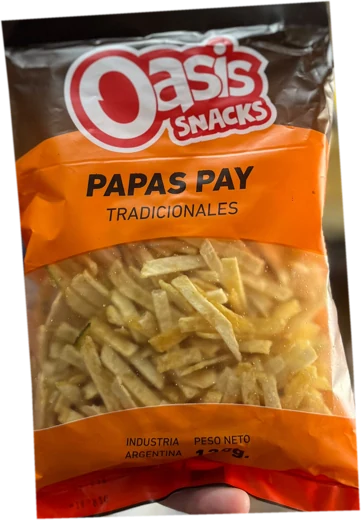 Oasis
SNACKS
PAPAS PAY
TRADICIONALES
INDUSTRIA PESO NETO
ARGENTINA